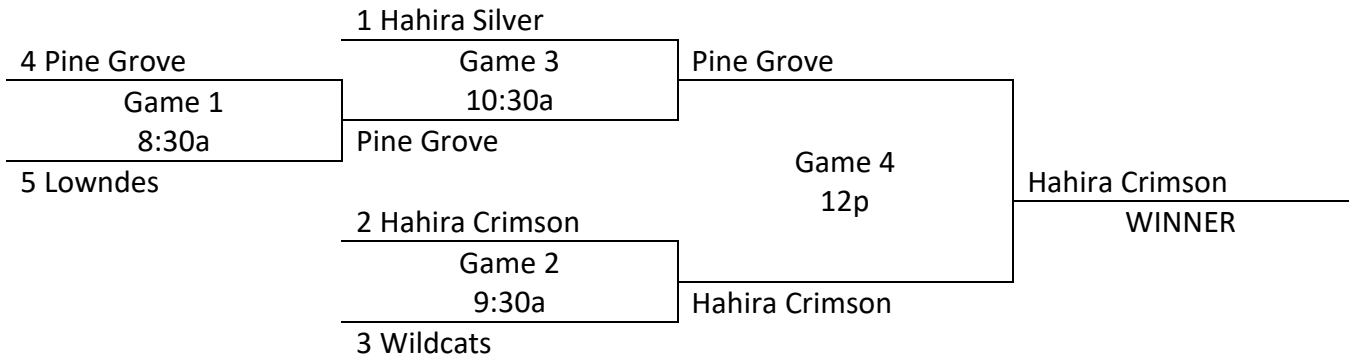 1 Hahira Silver
4 Pine Grove
Game 3
Pine Grove
Game 1
10:30a
8:30a
Pine Grove
Game 4
5 Lowndes
Hahira Crimson
12p
2 Hahira Crimson
WINNER
Game 2
9:30a
Hahira Crimson
3 Wildcats